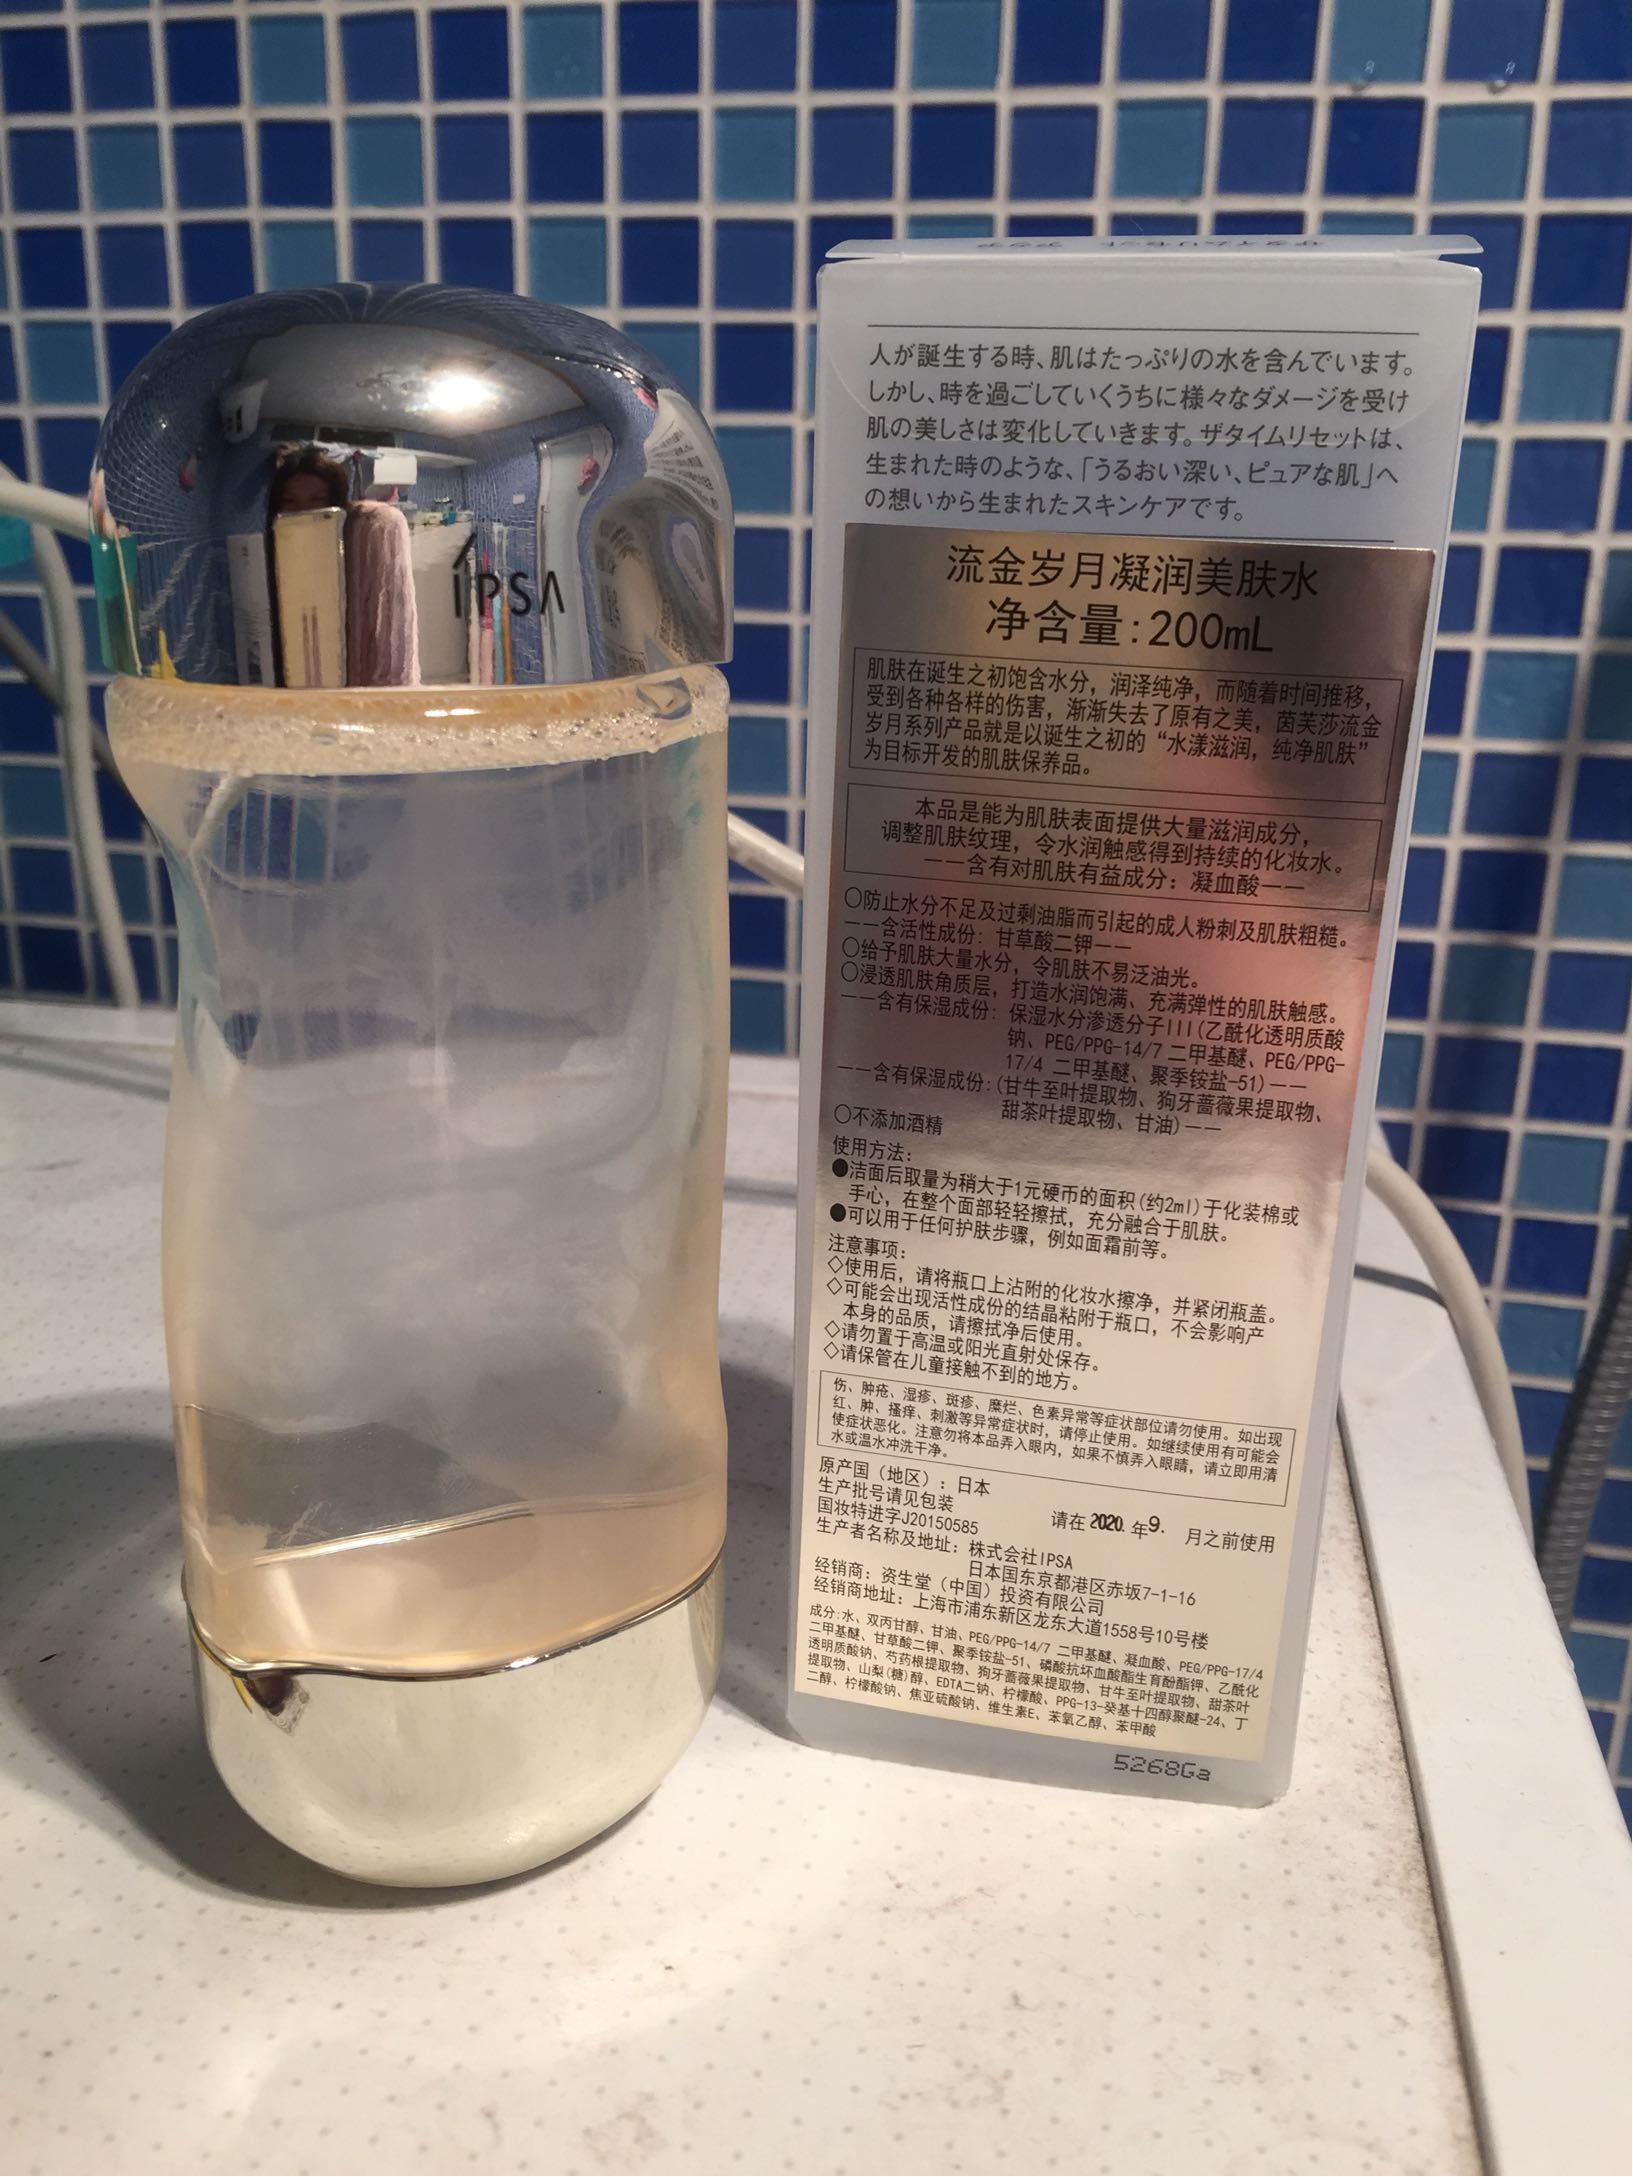 ザタイムリセット アクア
人が誕生する時、肌はたっぷりの水を含んでいます。
しかし、時を過ごしていくうちに様々なダメージを受け
肌の美しさは変化していきます。ザタイムリセットは、
生まれた時のような、「うるおい深い、ピュアな肌」へ
の想いから生まれたスキンケアです。
IPSA
流金岁月凝润美肤水
净含量:200mL
肌肤在诞生之初饱含水分，润泽纯净，而随着时间推移，
受到各种各样的伤害，渐渐失去了原有之美，茵芙莎流金
岁月系列产品就是以诞生之初的“水漾滋润，纯净肌肤”
为目标开发的肌肤保养品。
本品是能为肌肤表面提供大量滋润成分，
调整肌肤纹理，令水润触感得到持续的化妆水。
——含有对肌肤有益成分：凝血酸——
○防止水分不足及过剩油脂而引起的成人粉刺及肌肤粗糙。
——含活性成份：甘草酸二钾——
○给予肌肤大量水分，令肌肤不易泛油光。
○浸透肌肤角质层，打造水润饱满、充满弹性的肌肤触感。
——含有保湿成份：保湿水分渗透分子III(乙酰化透明质酸
钠、PEG/PPG-14/7 二甲基醚、PEG/PPG-
17/4 二甲基醚、聚季铵盐-51)——
——含有保湿成份:(甘牛至叶提取物、狗牙蔷薇果提取物、
甜茶叶提取物、甘油)——
○不添加酒精
使用方法：
●洁面后取量为稍大于1元硬币的面积(约2ml)于化装棉或
手心，在整个面部轻轻擦拭，充分融合于肌肤。
●可以用于任何护肤步骤，例如面霜前等。
注意事项：
◇使用后，请将瓶口上沾附的化妆水擦净，并紧闭瓶盖。
◇可能会出现活性成份的结晶粘附于瓶口，不会影响产
本身的品质，请擦拭净后使用。
◇请勿置于高温或阳光直射处保存。
◇请保管在儿童接触不到的地方。
伤、肿疮、湿疹、斑疹、糜烂、色素异常等症状部位请勿使用。如出现
红、肿、搔痒、刺激等异常症状时，请停止使用。如继续使用有可能会
使症状恶化。注意勿将本品弄入眼内，如果不慎弄入眼睛，请立即用清
水或温水冲洗干净。
原产国（地区）：日本
生产批号请见包装
请在 2020. 年 9. 月之前使用
国妆特进字J20150585
生产者名称及地址：株式会社IPSA
日本国东京都港区赤坂7-1-16
经销商：资生堂（中国）投资有限公司
经销商地址：上海市浦东新区龙东大道1558号10号楼
成分:水、双丙甘醇、甘油、PEG/PPG-14/7 二甲基醚、凝血酸、PEG/PPG-17/4
二甲基醚、甘草酸二钾、聚季铵盐-51、磷酸抗坏血酸酯生育酚酯钾、乙酰化
透明质酸钠、芍药根提取物、狗牙蔷薇果提取物、甘牛至叶提取物、甜茶叶
提取物、山梨(糖)醇、EDTA二钠、柠檬酸、PPG-13-癸基十四醇聚醚-24、丁
二醇、柠檬酸钠、焦亚硫酸钠、维生素E、苯氧乙醇、苯甲酸
5268Ga